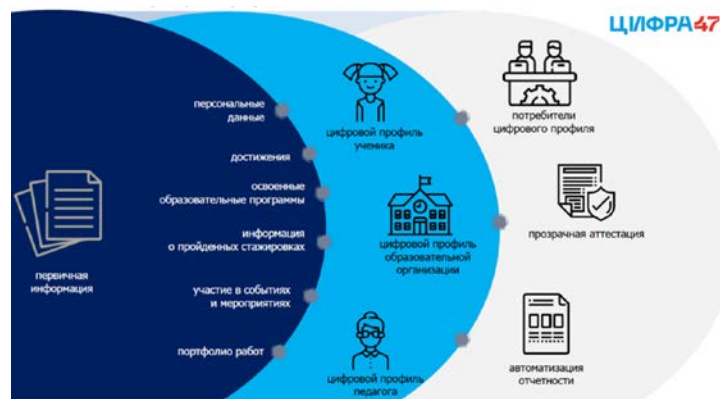 ЦИФРА47
персональные
данные
достижения
освоенные
образовательные программы
информация
о пройденных стажировках
участие в событиях
и мероприятиях
портфолио работ
первичная
информация
цифровой профиль
ученика
цифровой профиль
образовательной
организации
цифровой профиль
педагога
потребители
цифрового профиля
прозрачная аттестация
автоматизация
отчетности